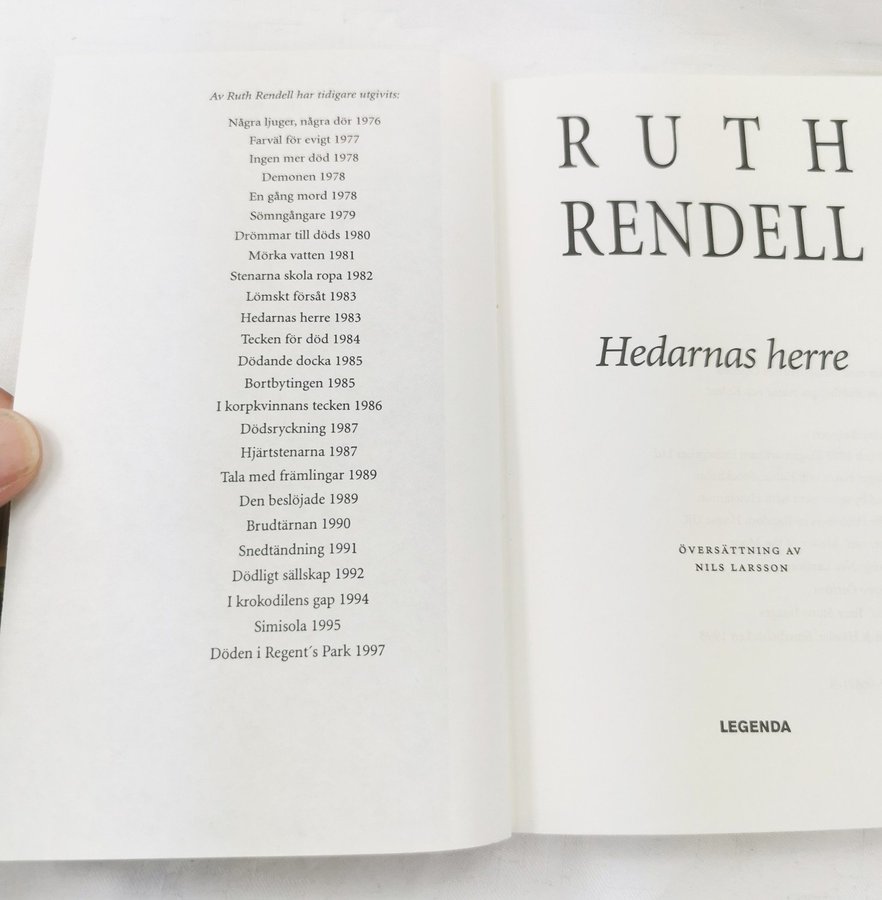 Av Ruth Rendell har tidigare utgivits:
Några ljuger, några dör 1976
Farväl för evigt 1977
Ingen mer död 1978
Demonen 1978
En gång mord 1978
Sömngångare 1979
Drömmar till döds 1980
Mörka vatten 1981
Stenarna skola ropa 1982
Lömskt försåt 1983
Hedarnas herre 1983
Tecken för död 1984
Dödande docka 1985
Bortbytingen 1985
I korpkvinnans tecken 1986
Dödsryckning 1987
Hjärtstenarna 1987
Tala med främlingar 1989
Den beslöjade 1989
Brudtärnan 1990
Snedtändning 1991
Dödligt sällskap 1992
I krokodilens gap 1994
Simisola 1995
Döden i Regent´s Park 1997
RUTH
RENDELL
Hedarnas herre
ÖVERSÄTTNING AV
NILS LARSSON
LEGENDA